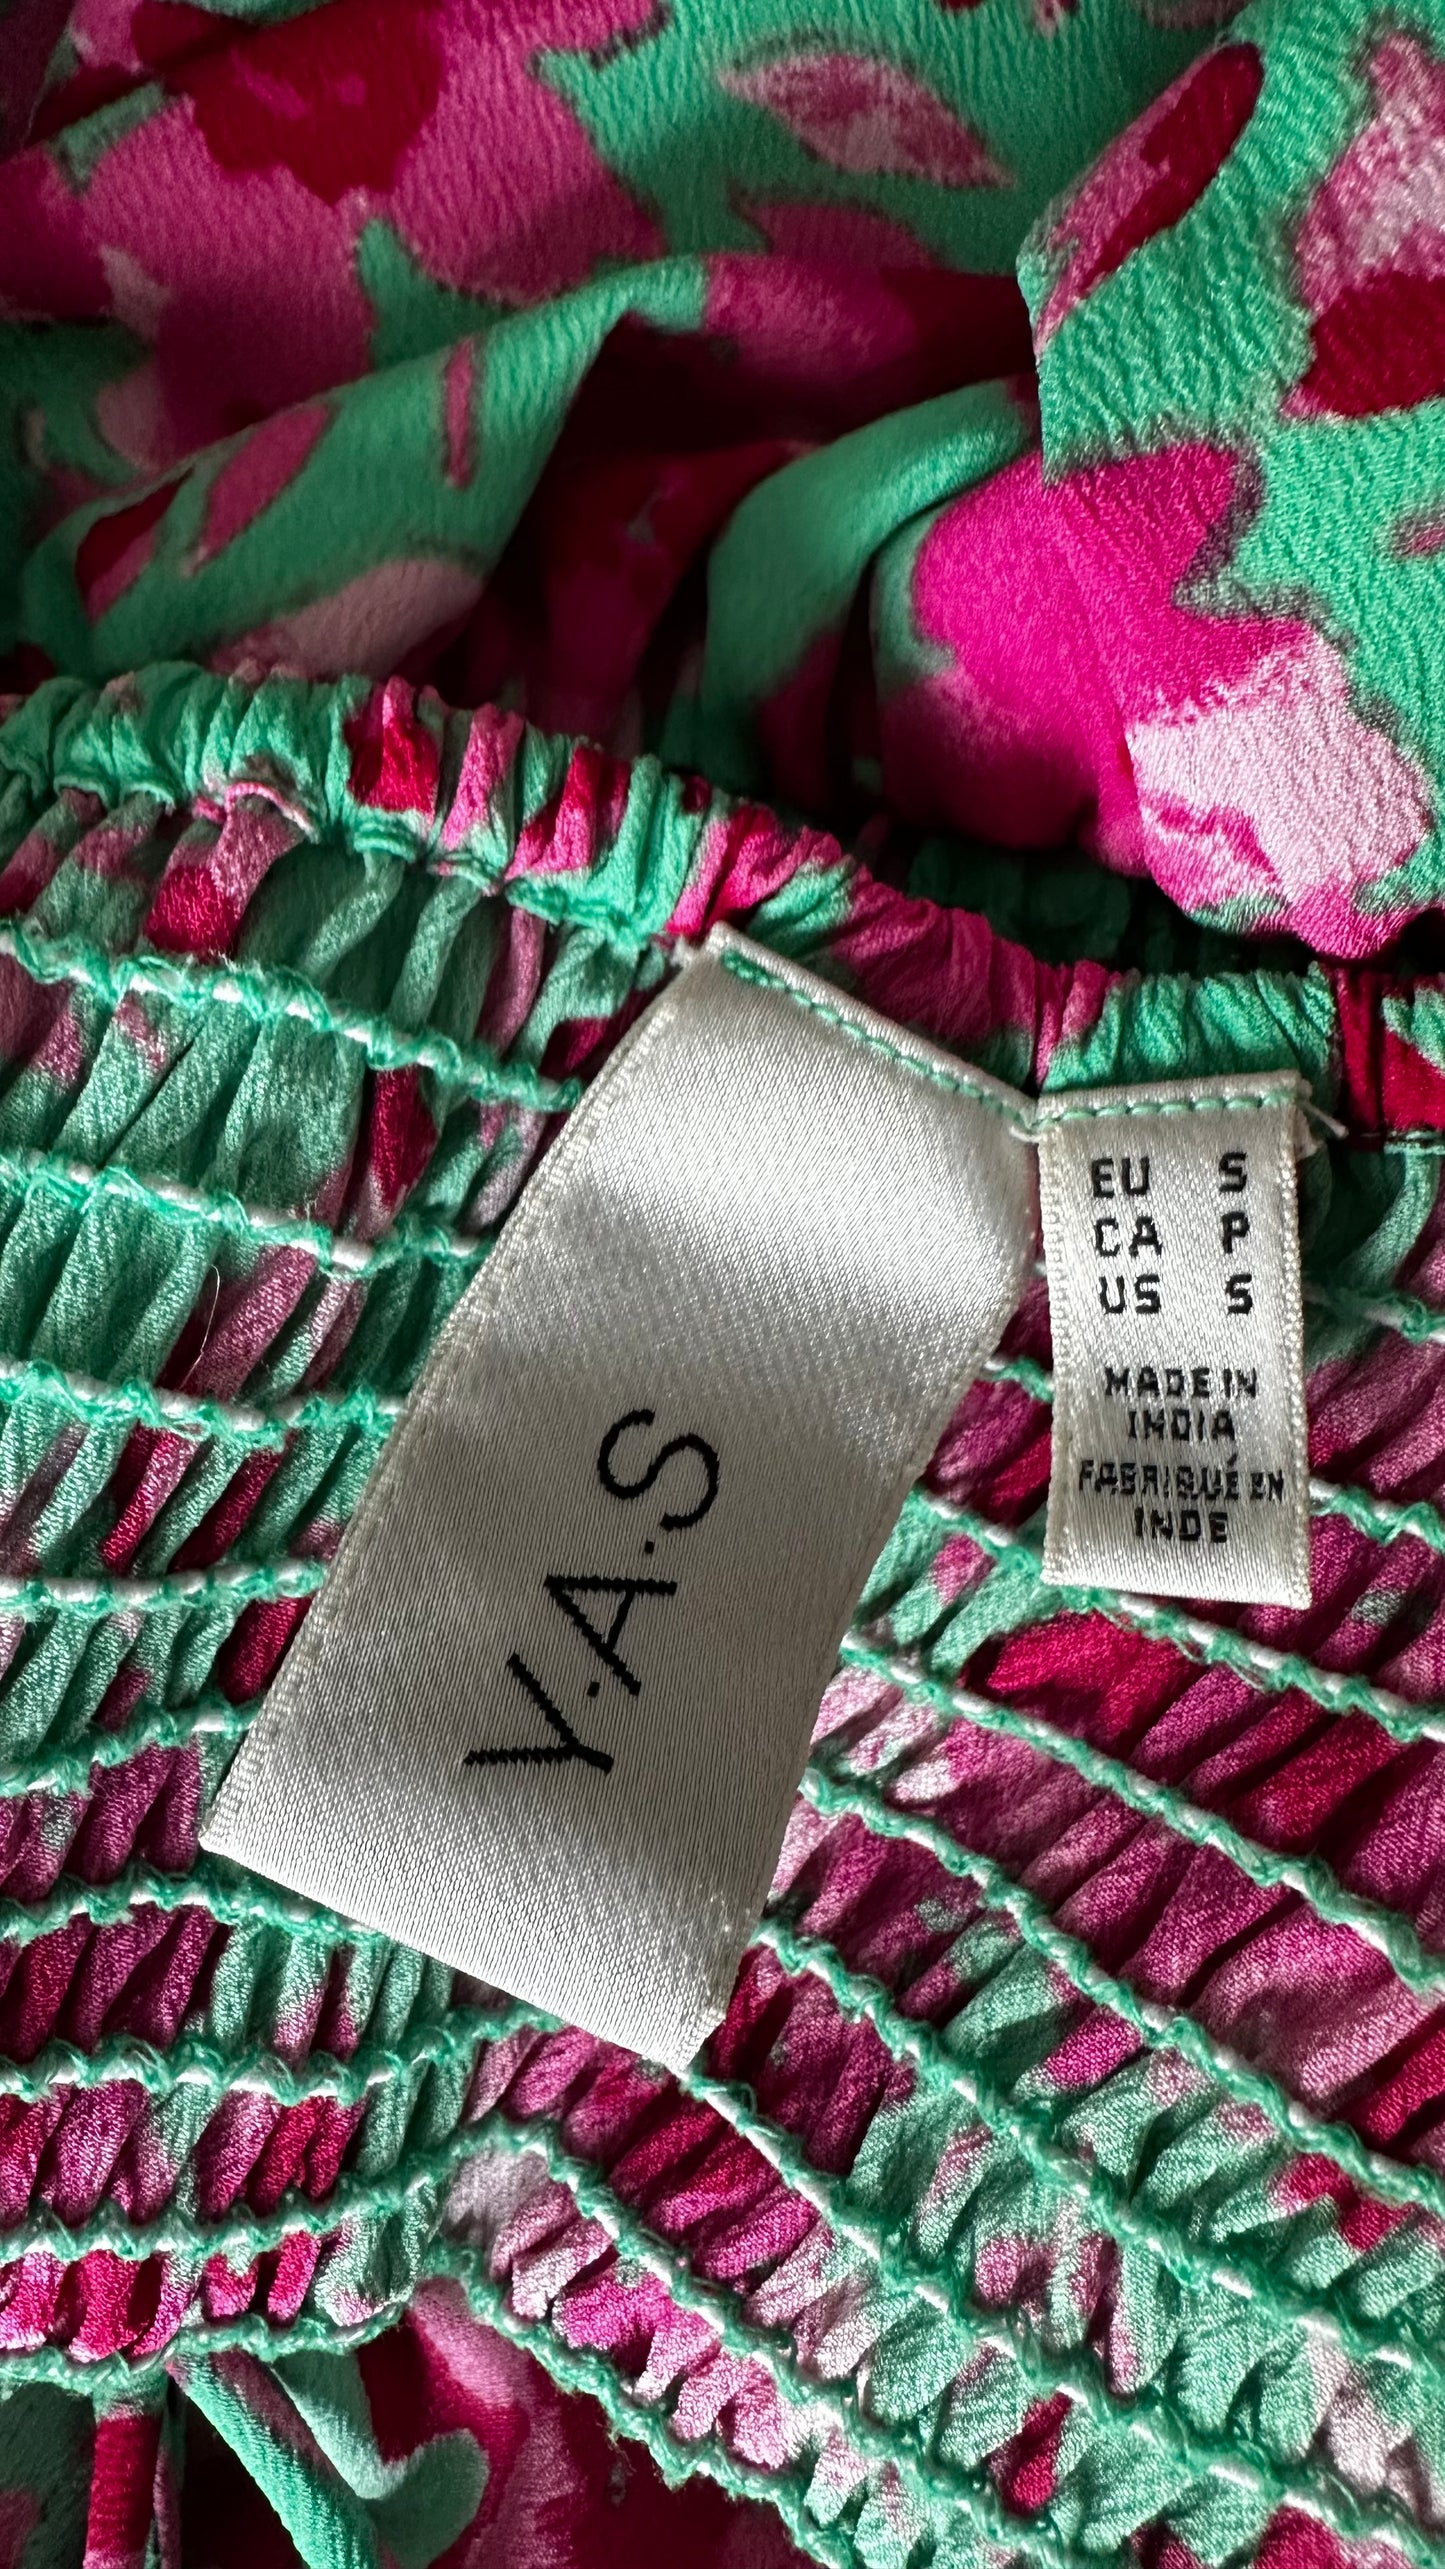 Y.A.S
EU S
CA P
US S
MADE IN
INDIA
FABRIQUÉ EN
INDE